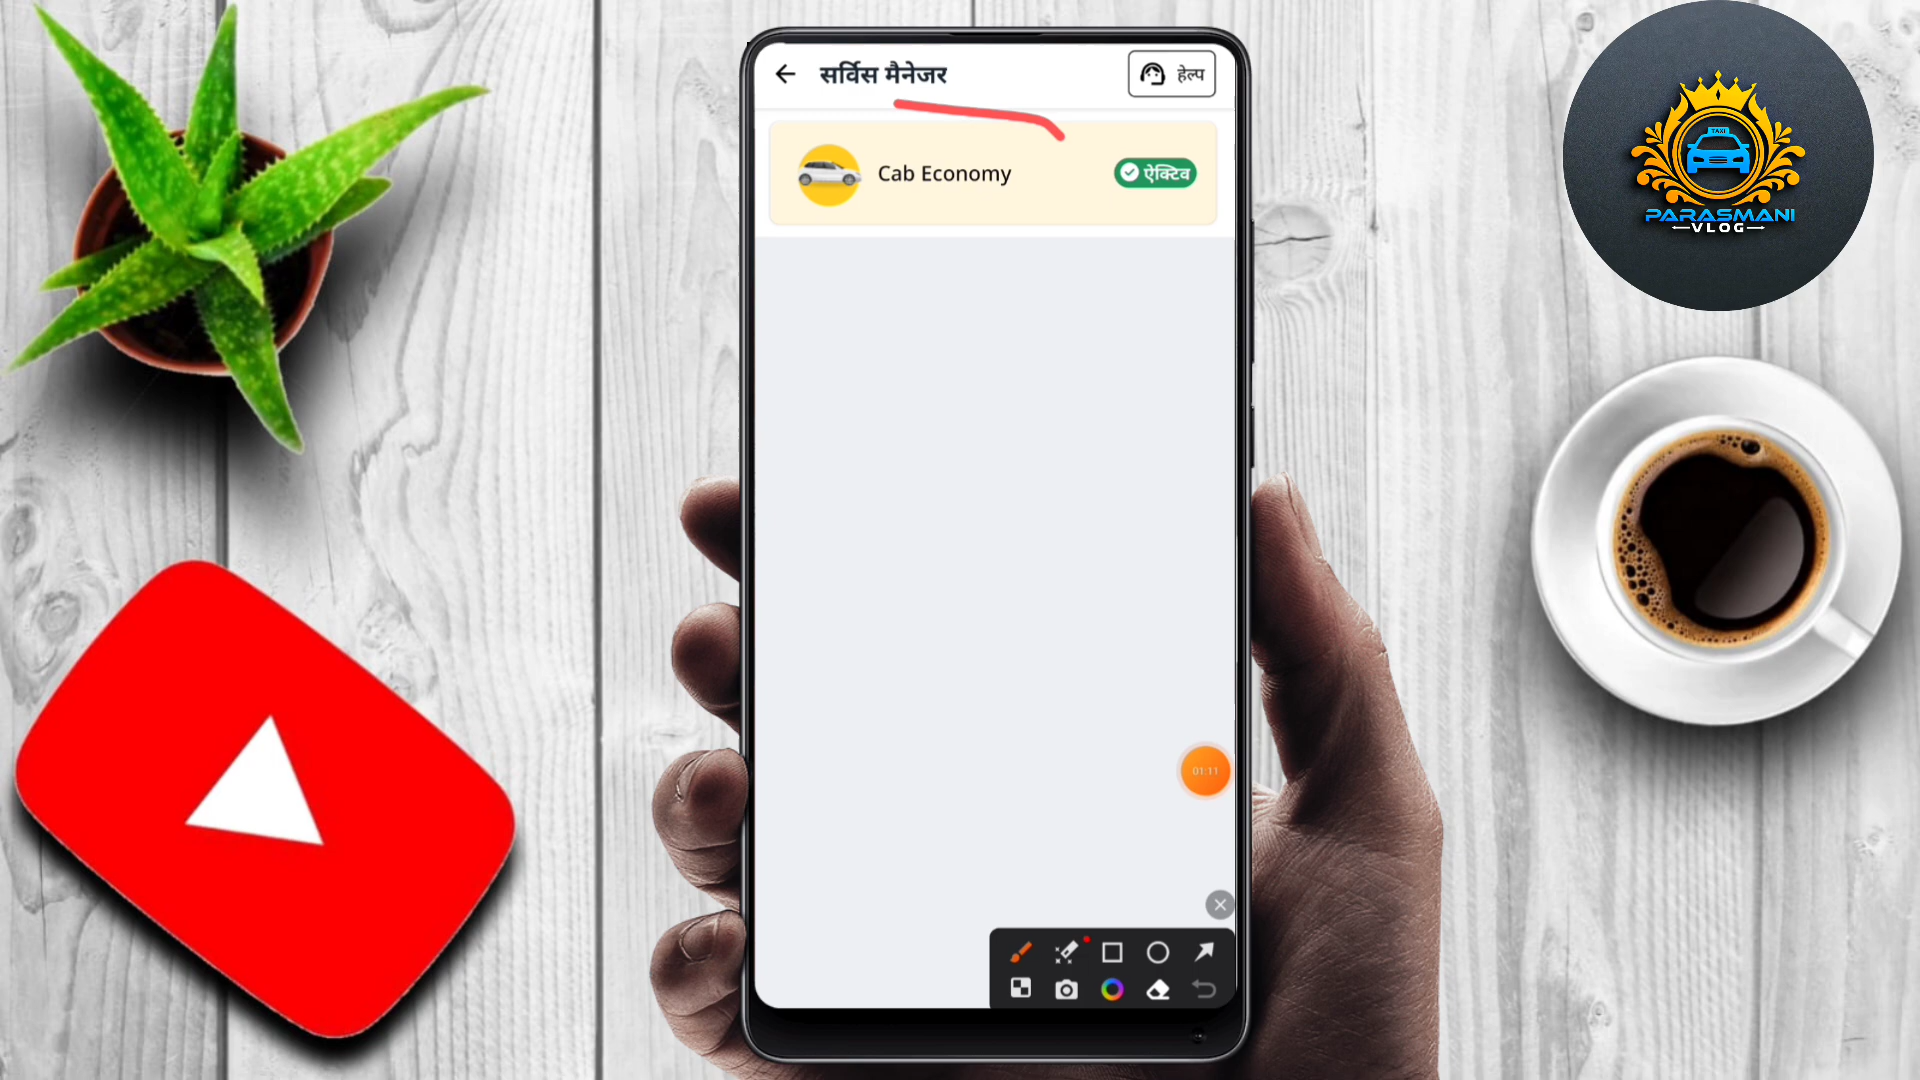 सर्विस मैनेजर
हेल्प
Cab Economy
ऐक्टिव
TAXI
PARASMANI
VLOG
01:11